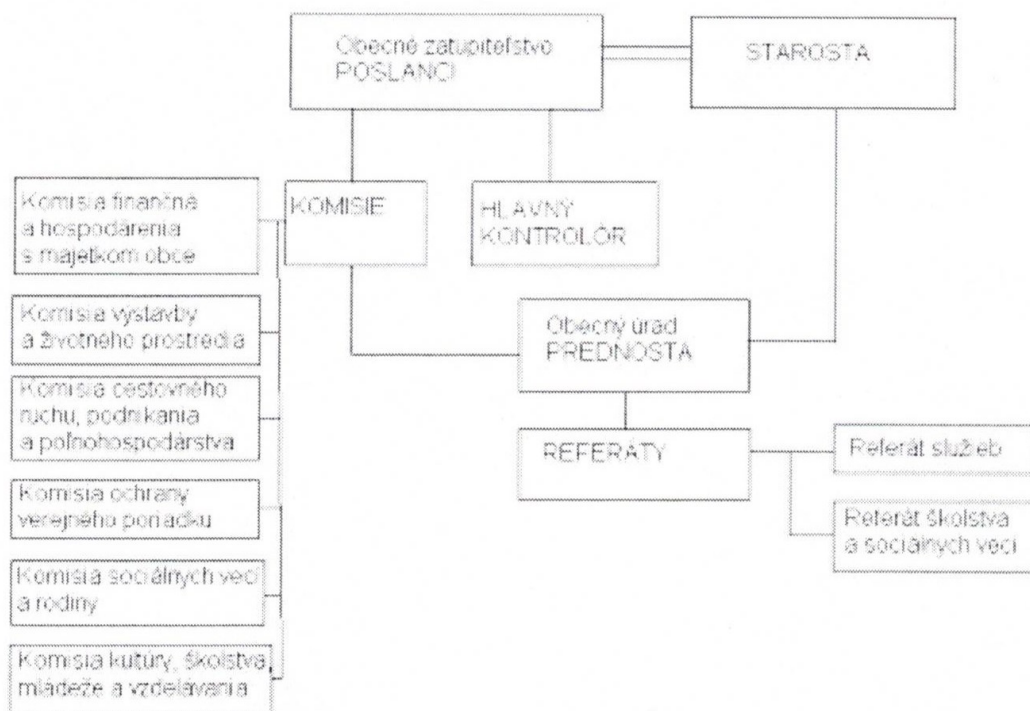 Obecné zatupiteľstvo
POSLANCI
STAROSTA
KOMISIE
HLAVNÝ
KONTROLÓR
Komisia finančná
a hospodárenia
s majetkom obce
Komisia výstavby
a životného prostredia
Komisia cestovného
ruchu, podnikania
a poľnohospodárstva
Komisia ochrany
verejného poriadku
Komisia sociálnych vecí
a rodiny
Komisia kultúry, školstva,
mládeže a vzdelávania
Obecný úrad
PREDNOSTA
REFERÁTY
Referát služieb
Referát školstva
a sociálnych vecí